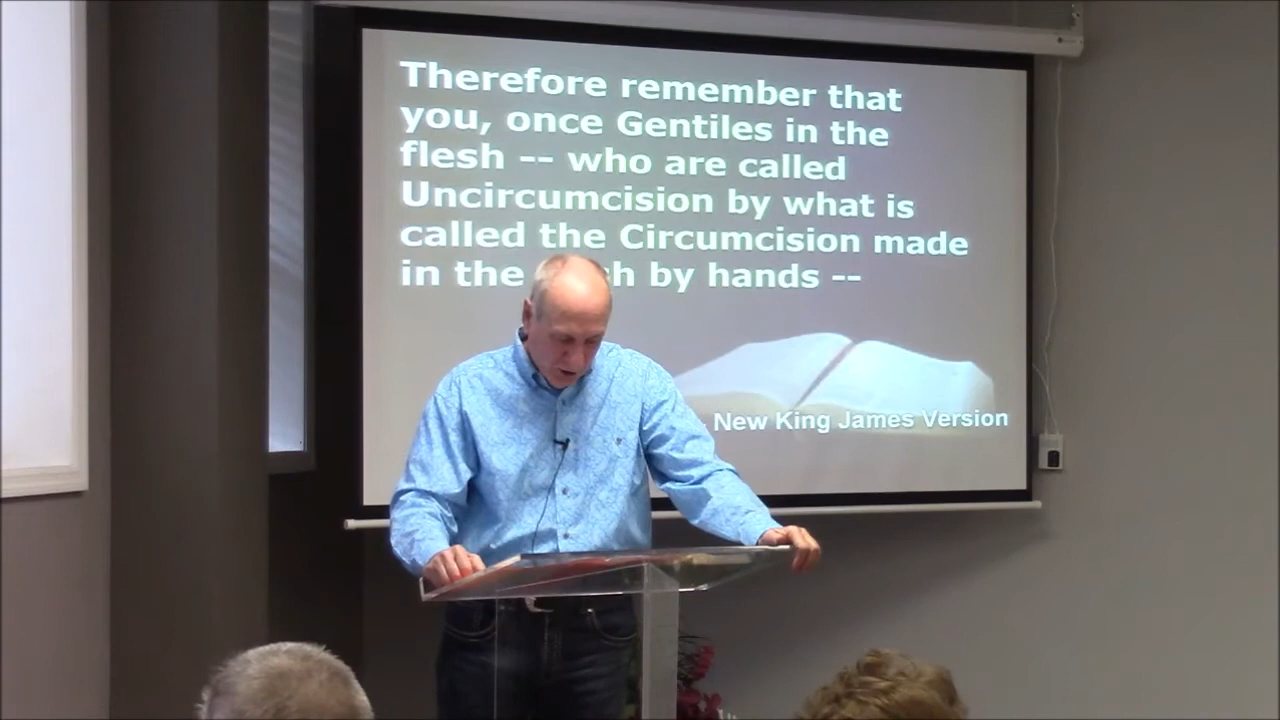 Therefore remember that
you, once Gentiles in the
flesh -- who are called
Uncircumcision by what is
called the Circumcision made
in the h by hands --
New King James Version